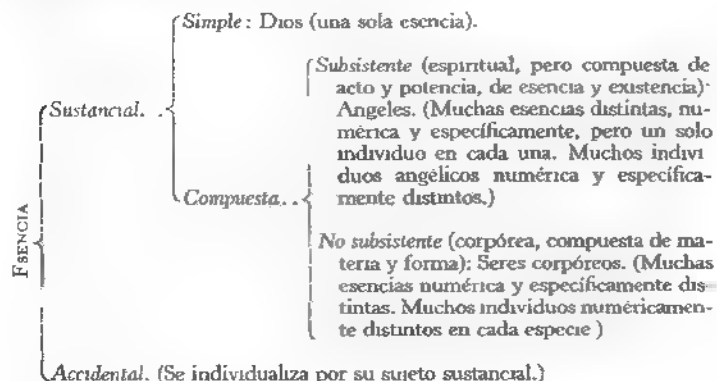 Simple: Dios (una sola esencia).
Subsistente (espiritual, pero compuesta de
acto y potencia, de esencia y existencia):
Angeles. (Muchas esencias distintas, nu-
mérica y específicamente, pero un solo
individuo en cada una. Muchos indivi
duos angélicos numérica y específica-
mente distintos.)
Sustancial. .
Compuesta. .
No subsistente (corpórea, compuesta de ma-
teria y forma): Seres corpóreos. (Muchas
esencias numérica y específicamente dis-
tintas. Muchos individuos numéricamen-
te distintos en cada especie )
ESENCIA
Accidental. (Se individualiza por su sujeto sustancial.)